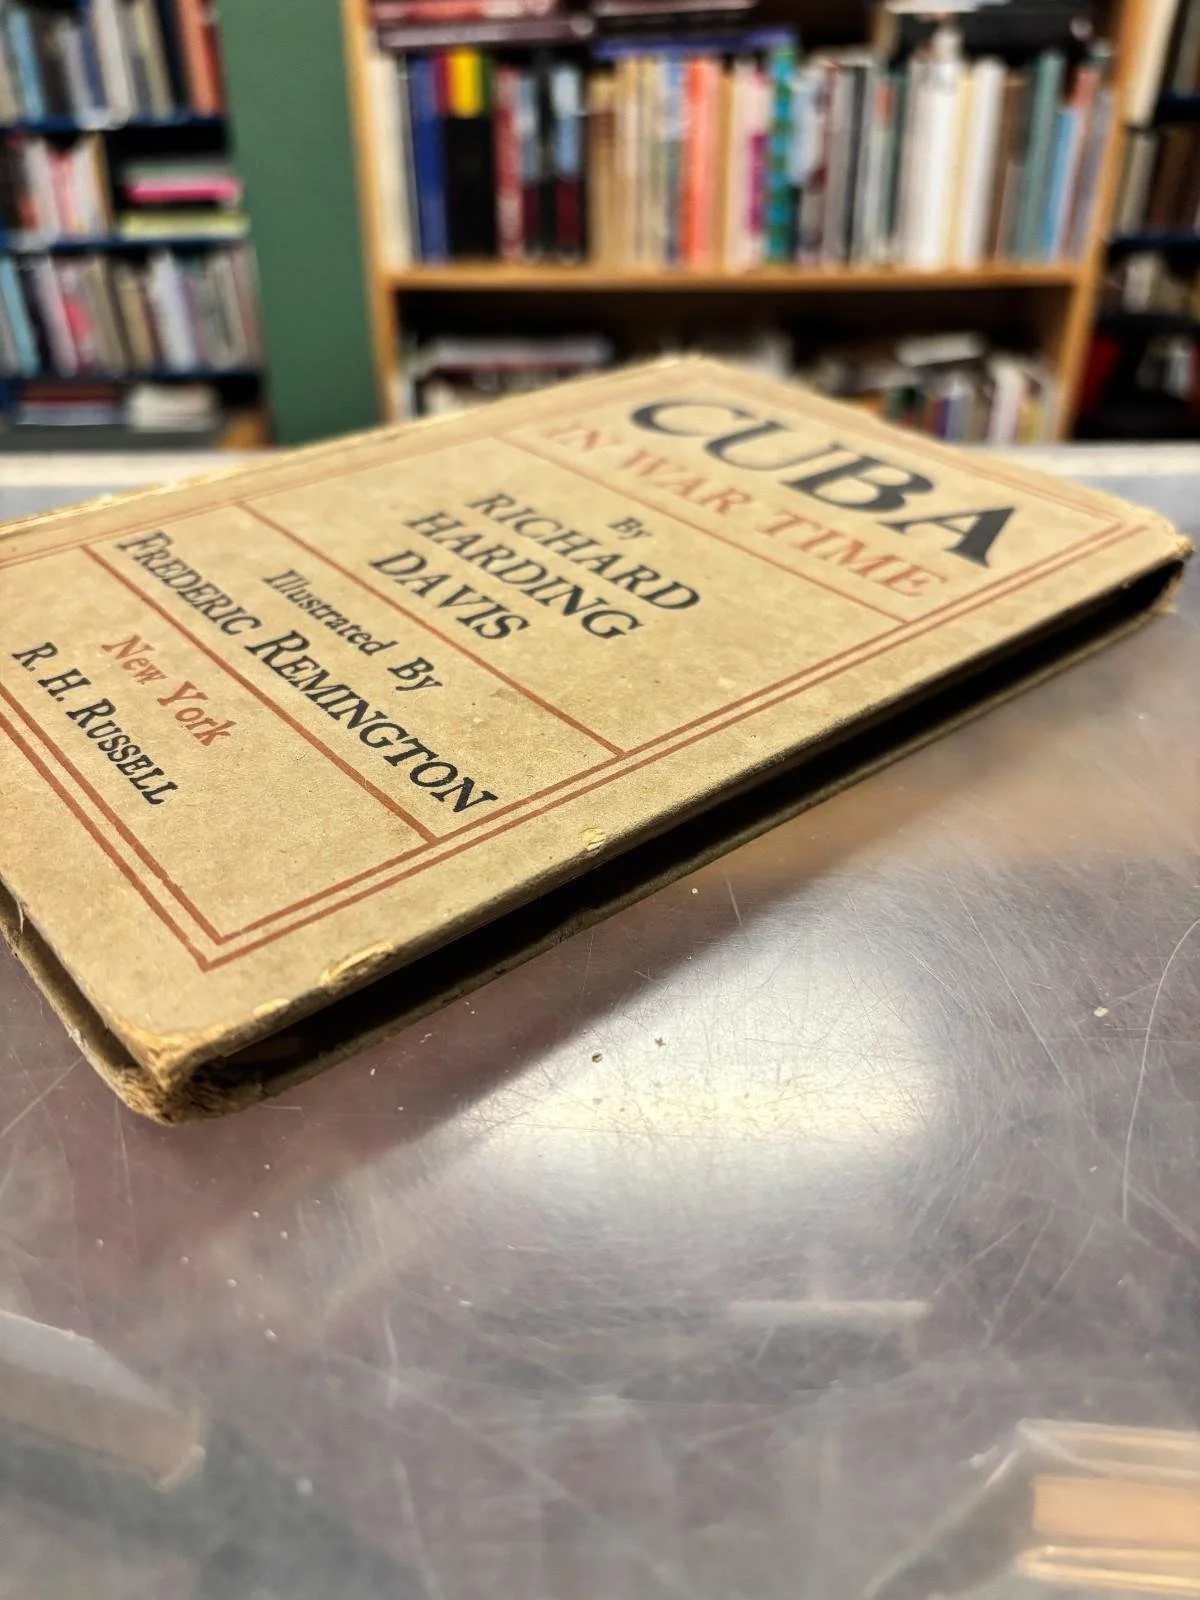 CUBA
IN WAR TIME
By
RICHARD
HARDING
DAVIS
Illustrated By
FREDERIC REMINGTON
New York
R. H. RUSSELL